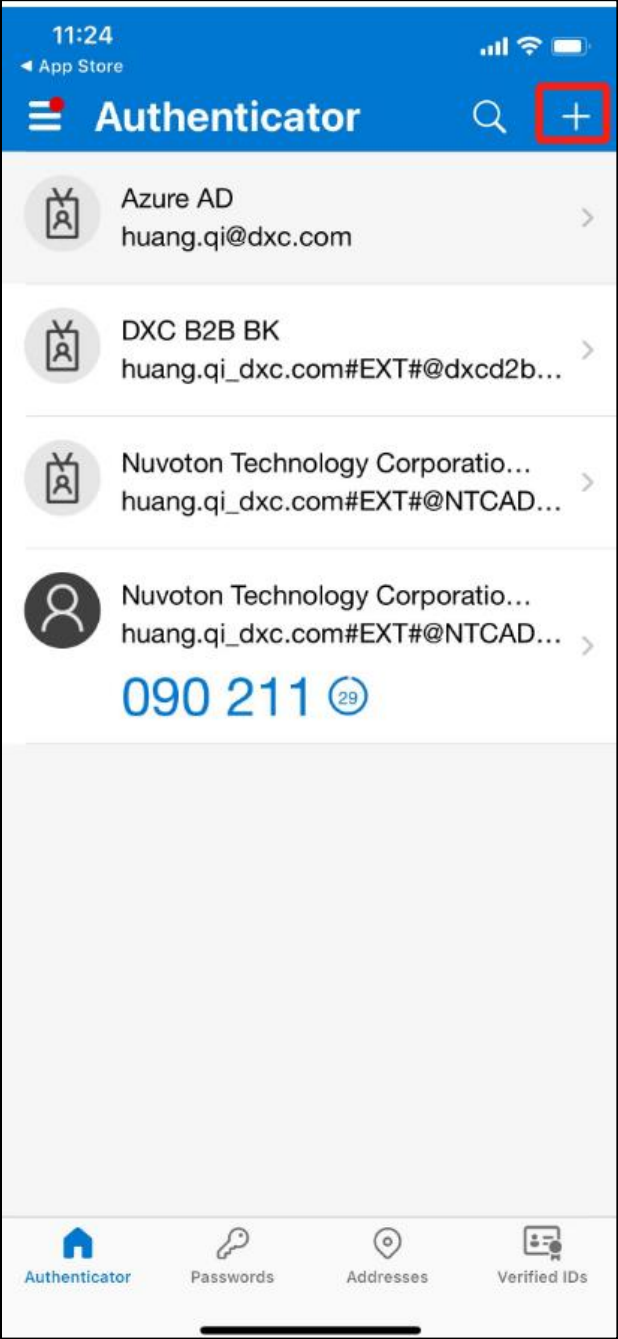 11:24
◀ App Store
Authenticator
Azure AD
huang.qi@dxc.com
DXC B2B BK
huang.qi_dxc.com#EXT#@dxcd2b...
Nuvoton Technology Corporatio...
huang.qi_dxc.com#EXT#@NTCAD...
Nuvoton Technology Corporatio...
huang.qi_dxc.com#EXT#@NTCAD...
090 211 29
Authenticator Passwords Addresses Verified IDs